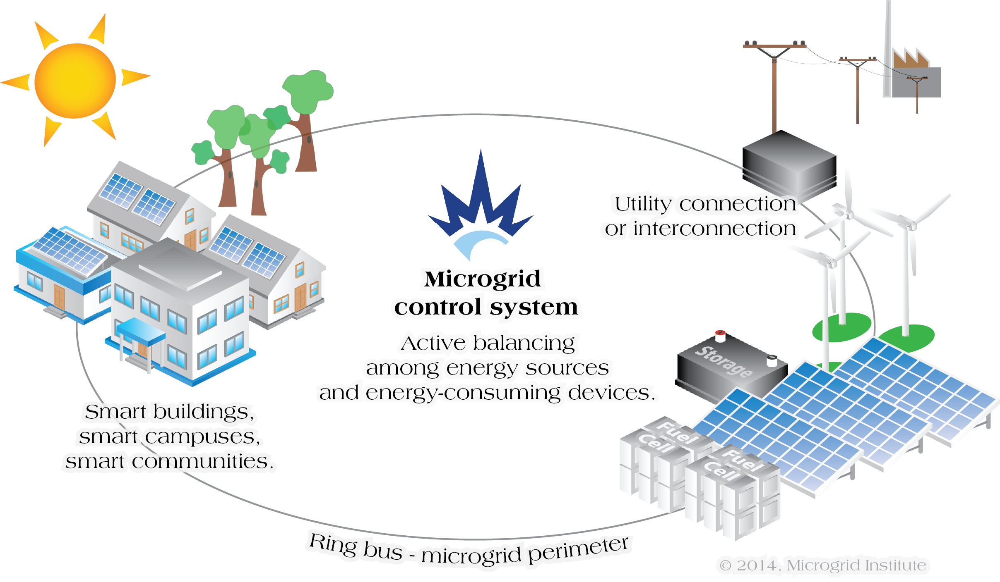 Utility connection
or interconnection
Microgrid
control system
Active balancing
among energy sources
and energy-consuming devices.
Storage
Smart buildings,
smart campuses,
smart communities.
Fuel
Cell
Fuel
Cell
Ring bus - microgrid perimeter
© 2014, Microgrid Institute